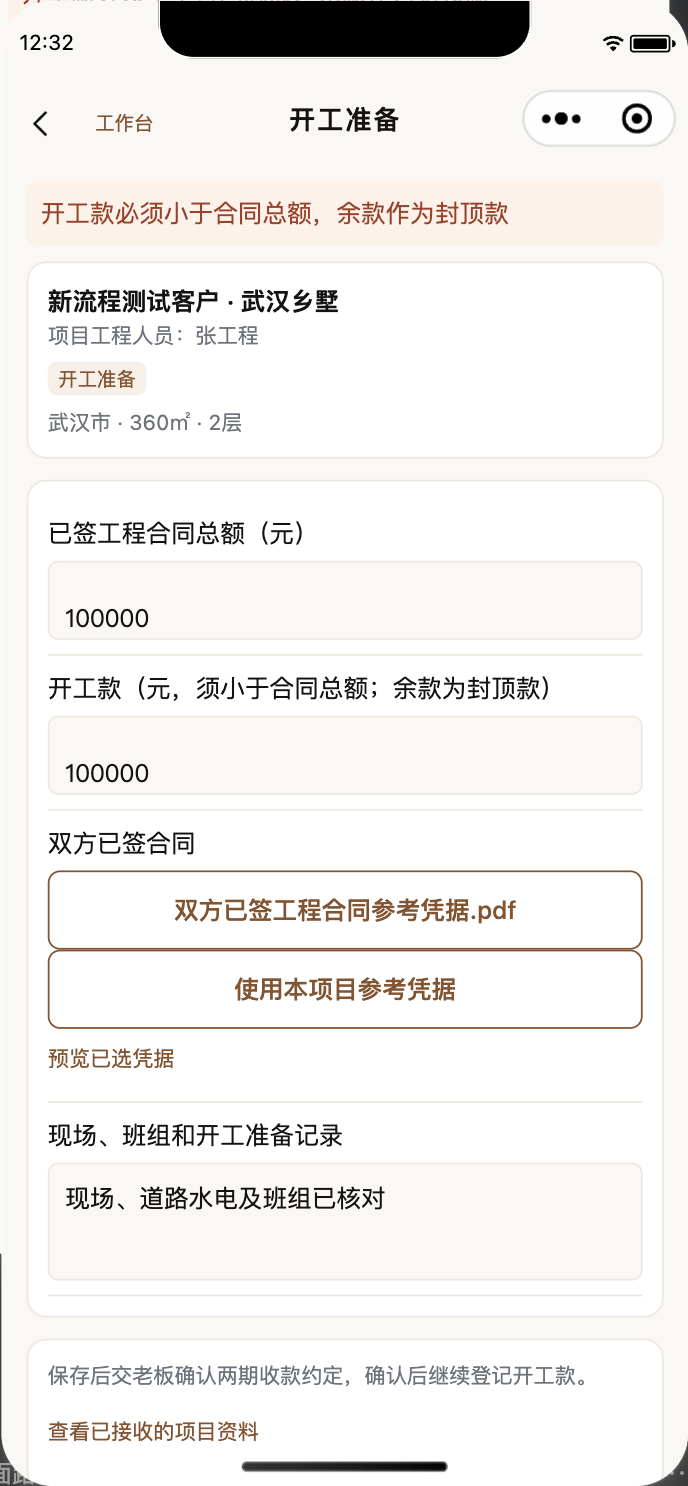 12:32
工作台
开工准备
开工款必须小于合同总额，余款作为封顶款
新流程测试客户 · 武汉乡墅
项目工程人员：张工程
开工准备
武汉市 · 360㎡ · 2层
已签工程合同总额（元）
100000
开工款（元，须小于合同总额；余款为封顶款）
100000
双方已签合同
双方已签工程合同参考凭据.pdf
使用本项目参考凭据
预览已选凭据
现场、班组和开工准备记录
现场、道路水电及班组已核对
保存后交老板确认两期收款约定，确认后继续登记开工款。
查看已接收的项目资料